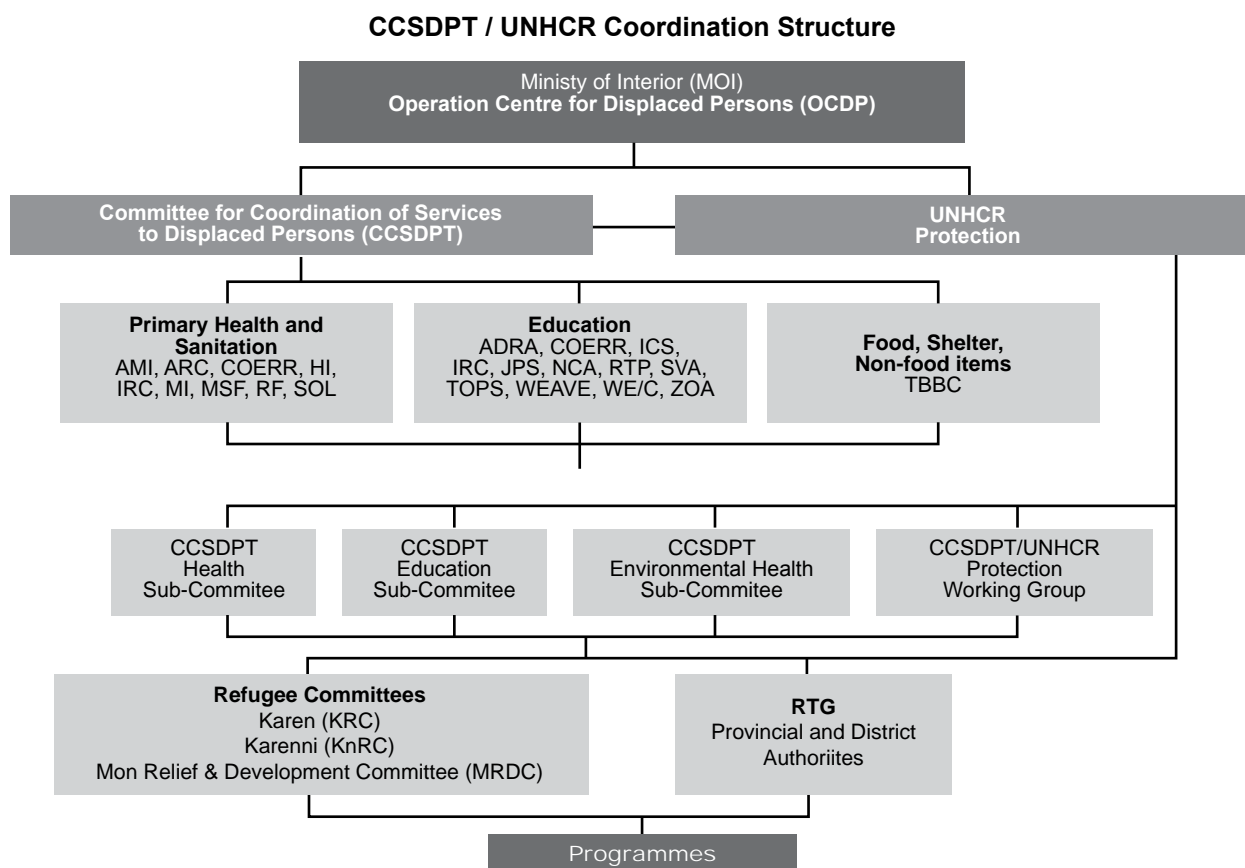 CCSDPT / UNHCR Coordination Structure
Ministy of Interior (MOI)
Operation Centre for Displaced Persons (OCDP)
Committee for Coordination of Services
to Displaced Persons (CCSDPT)
UNHCR
Protection
Primary Health and
Sanitation
AMI, ARC, COERR, HI,
IRC, MI, MSF, RF, SOL
Education
ADRA, COERR, ICS,
IRC, JPS, NCA, RTP, SVA,
TOPS, WEAVE, WE/C, ZOA
Food, Shelter,
Non-food items
TBBC
CCSDPT
Health
Sub-Commitee
CCSDPT
Education
Sub-Commitee
CCSDPT
Environmental Health
Sub-Commitee
CCSDPT/UNHCR
Protection
Working Group
Refugee Committees
Karen (KRC)
Karenni (KnRC)
Mon Relief & Development Committee (MRDC)
RTG
Provincial and District
Authoriites
Programmes